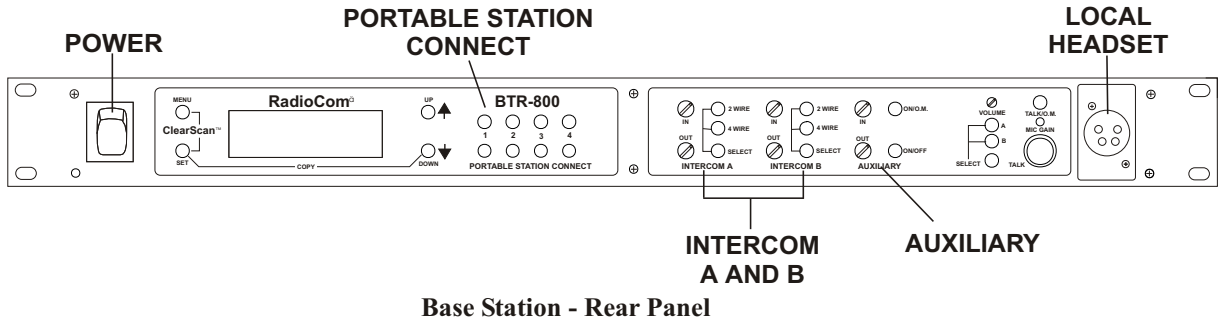 PORTABLE STATION
CONNECT
POWER
LOCAL
HEADSET
MENU
ClearScan™
SET
RadioCom
UP
DOWN
COPY
BTR-800
1 2 3 4
PORTABLE STATION CONNECT
IN
OUT
2 WIRE
4 WIRE
SELECT
INTERCOM A
IN
OUT
2 WIRE
4 WIRE
SELECT
INTERCOM B
IN
OUT
ON/O.M.
ON/OFF
AUXILIARY
VOLUME
A
B
SELECT
TALK/O.M.
MIC GAIN
TALK
INTERCOM
A AND B
AUXILIARY
Base Station - Rear Panel